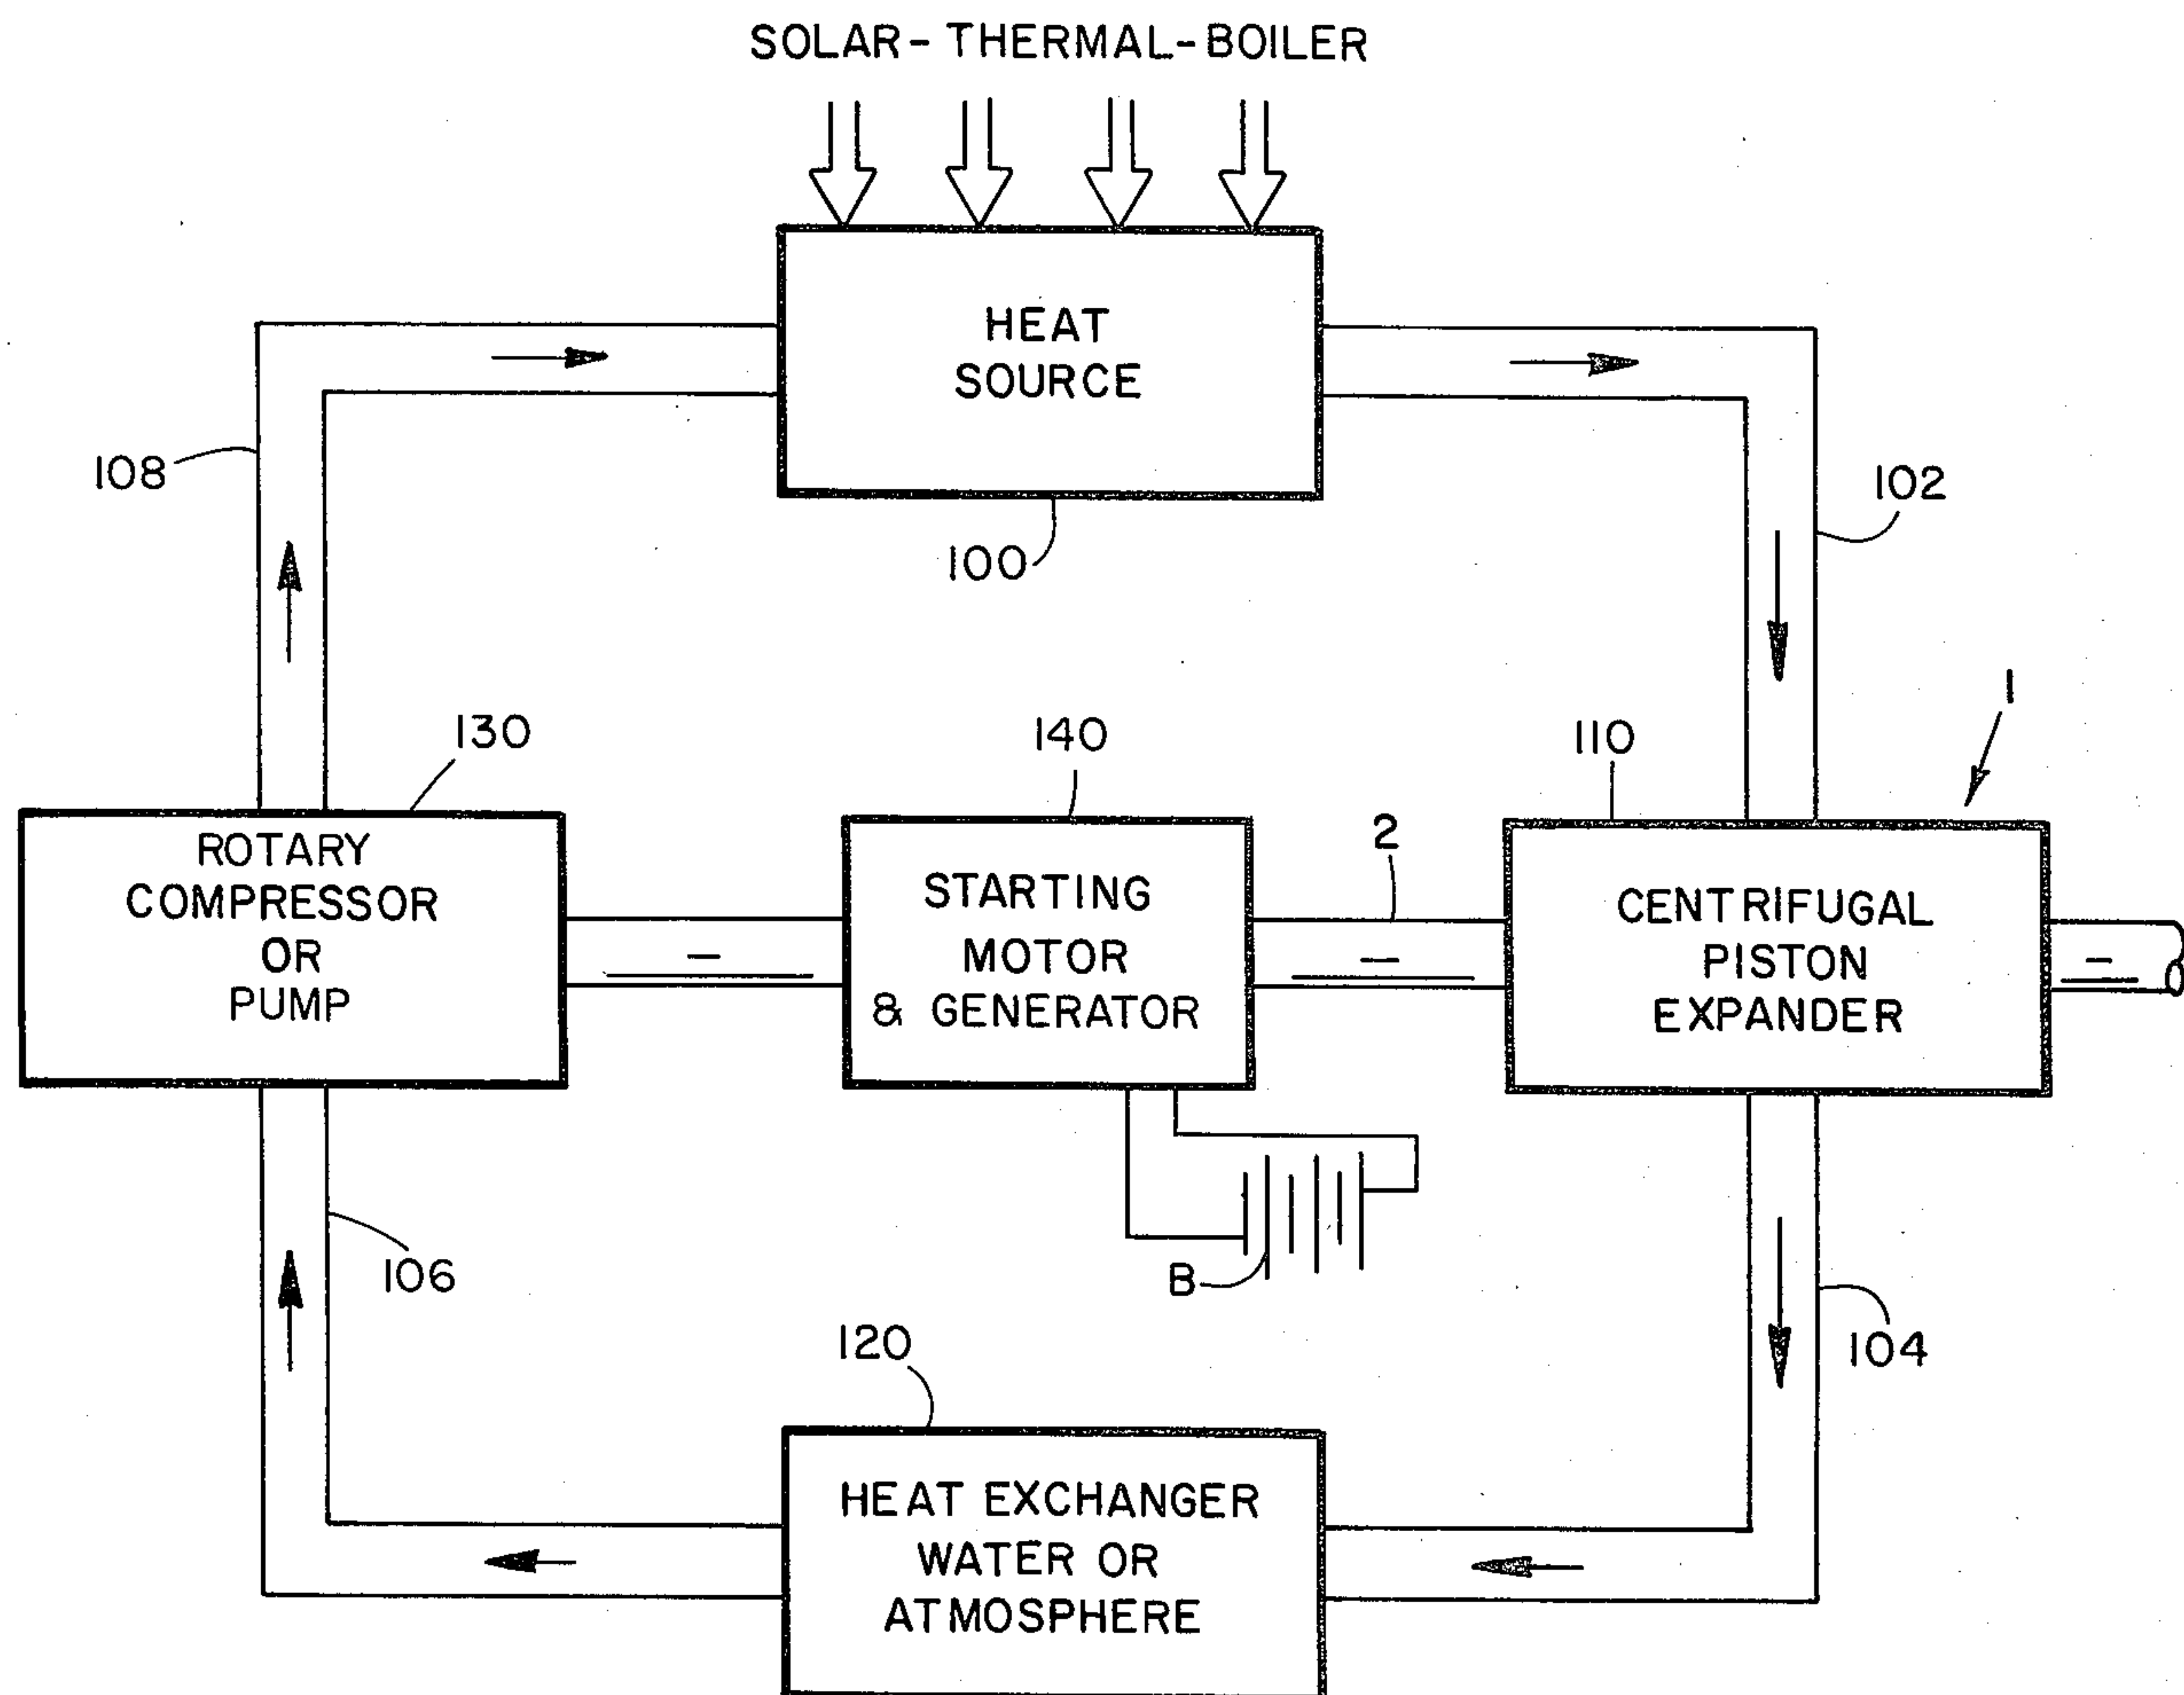 SOLAR-THERMAL-BOILER
HEAT
SOURCE
108
102
100
1
130
140
110
2
ROTARY
COMPRESSOR
OR
PUMP
STARTING
MOTOR
& GENERATOR
CENTRIFUGAL
PISTON
EXPANDER
106
B
104
120
HEAT EXCHANGER
WATER OR
ATMOSPHERE